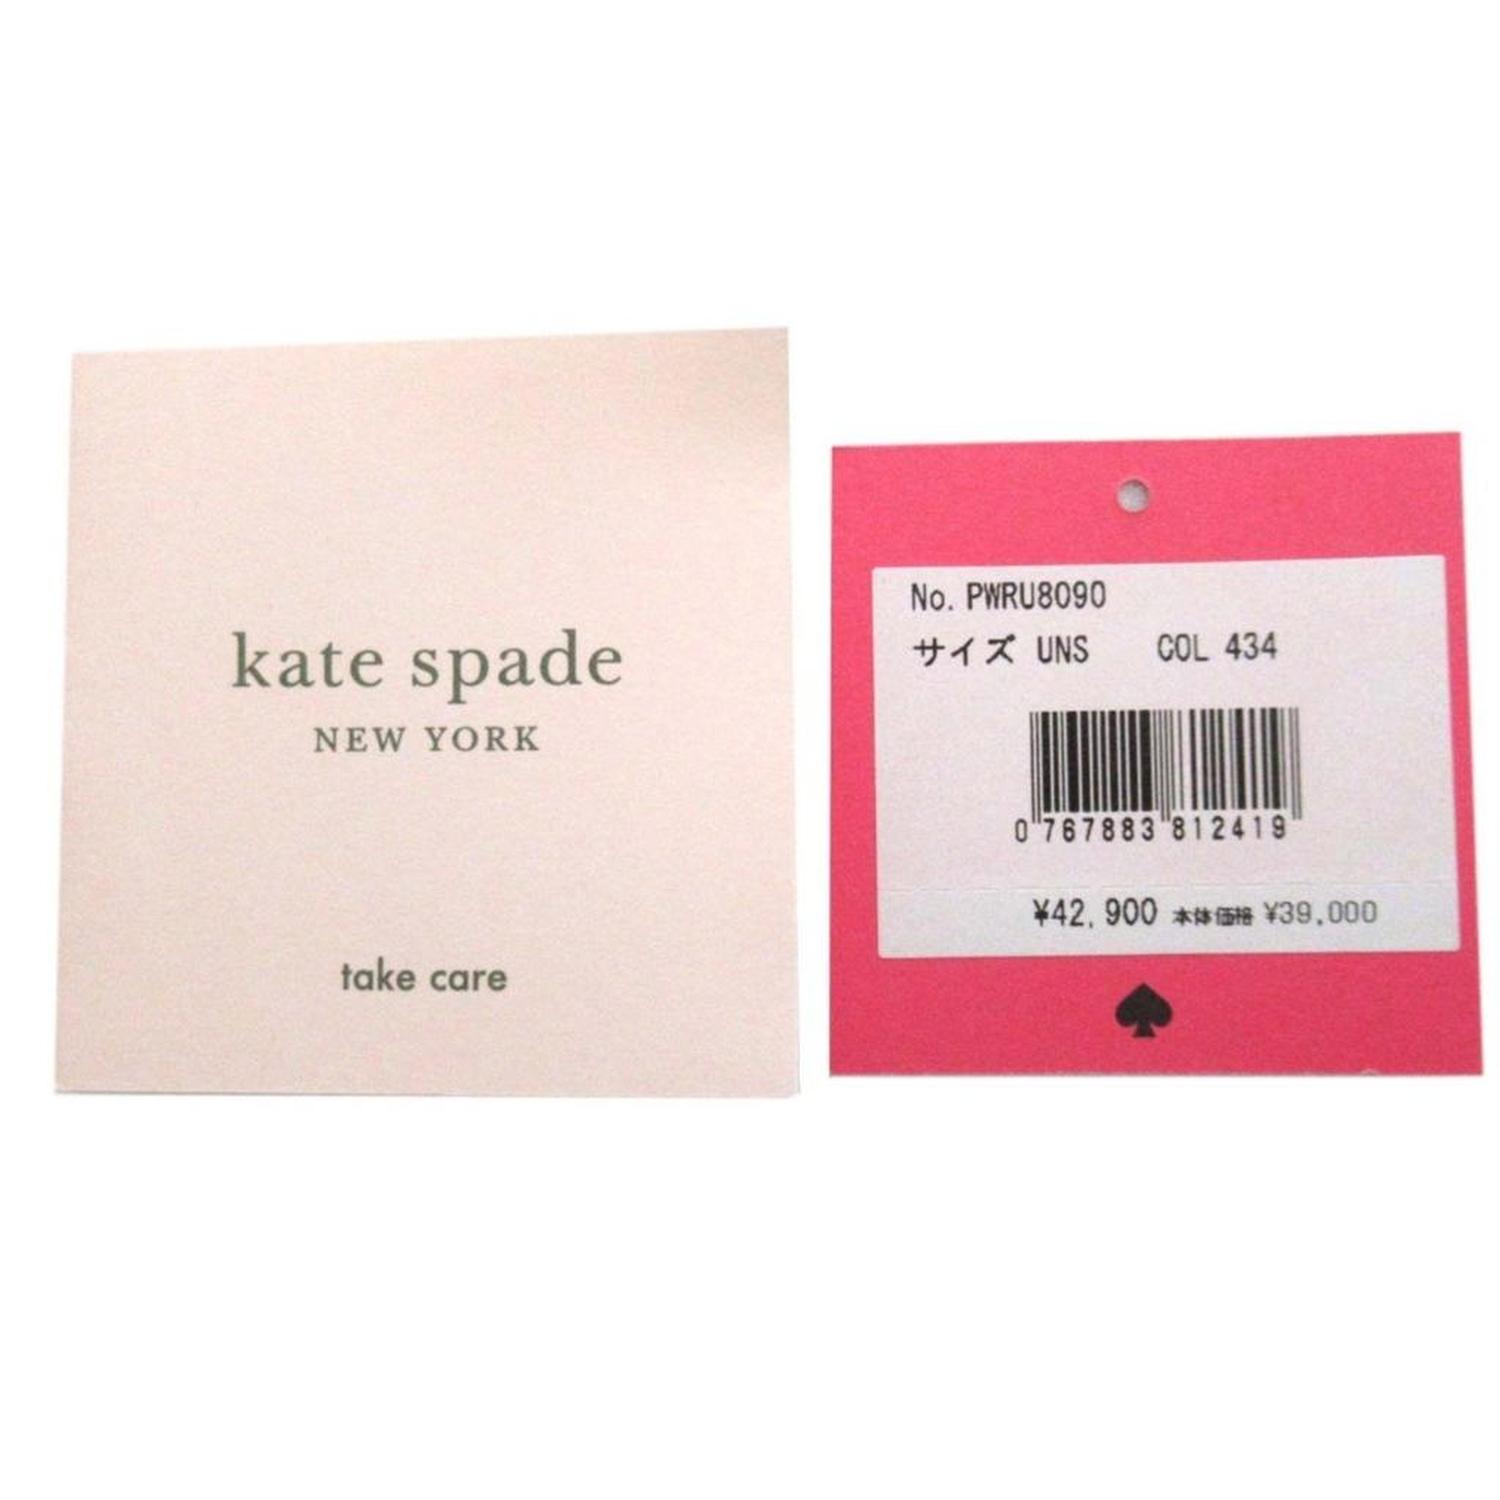 kate spade
NEW YORK
take care
No. PWRU8090
サイズ UNS COL 434
0 767883 812419
¥42,900 本体価格 ¥39,000